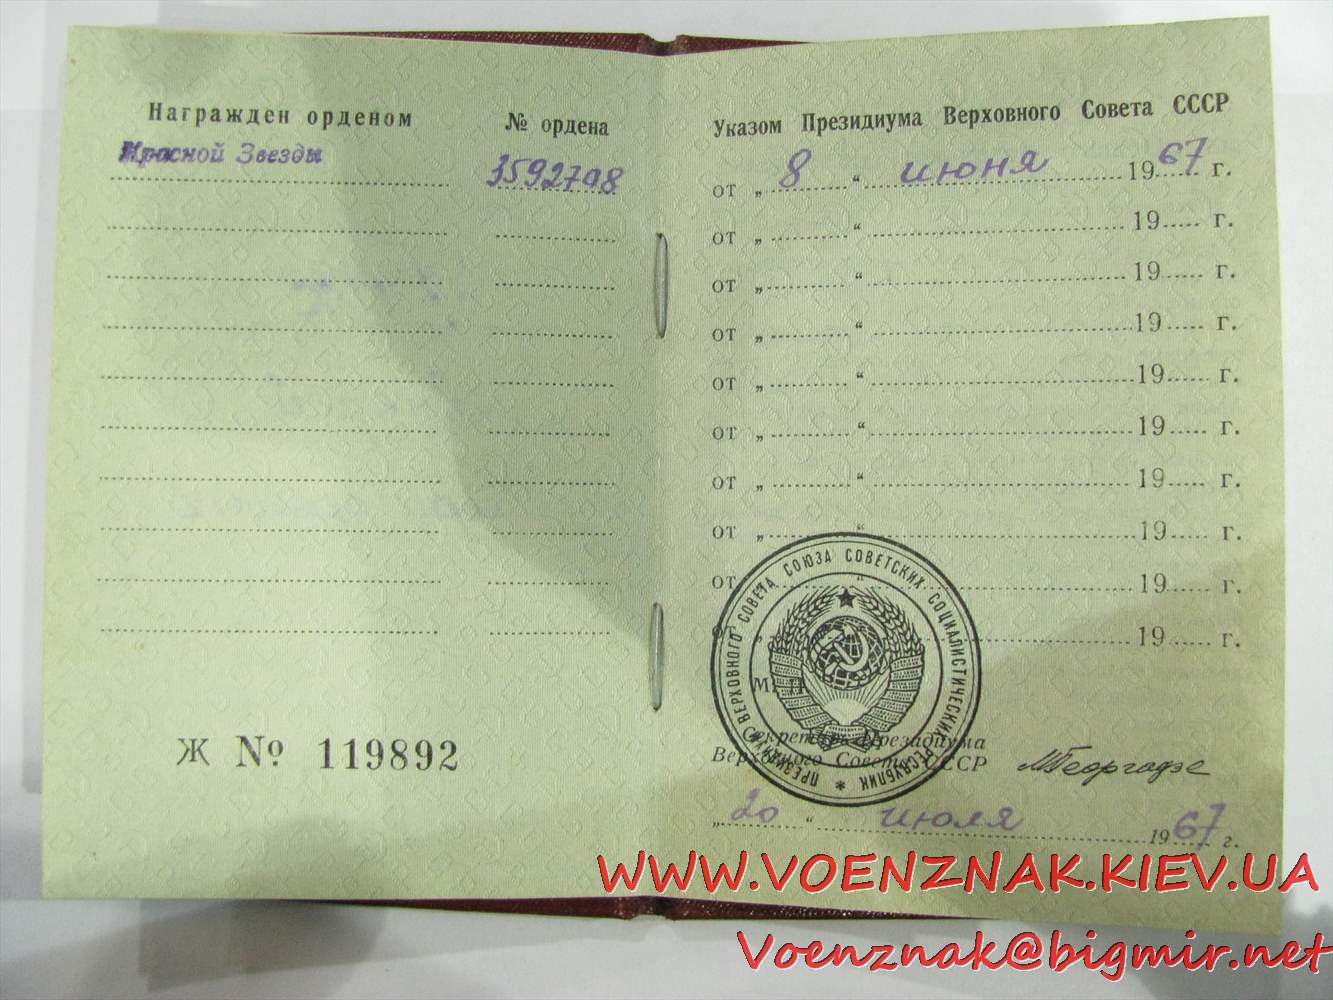 Награжден орденом № ордена
Красной Звезды 3592798
Ж № 119892
Указом Президиума Верховного Совета СССР
от „ 8 “ июня 1967 г.
от „ “ 19 г.
от „ “ 19 г.
от „ “ 19 г.
от „ “ 19 г.
от „ “ 19 г.
от „ “ 19 г.
от „ “ 19 г.
от „ “ 19 г.
от „ “ 19 г.
ПРЕЗИДИУМ ВЕРХОВНОГО СОВЕТА СОЮЗА СОВЕТСКИХ СОЦИАЛИСТИЧЕСКИХ РЕСПУБЛИК *
М. П.
Секретарь Президиума
Верховного Совета СССР МГеоргадзе
„20“ июля 1967 г.
WWW.VOENZNAK.KIEV.UA
Voenznak@bigmir.net